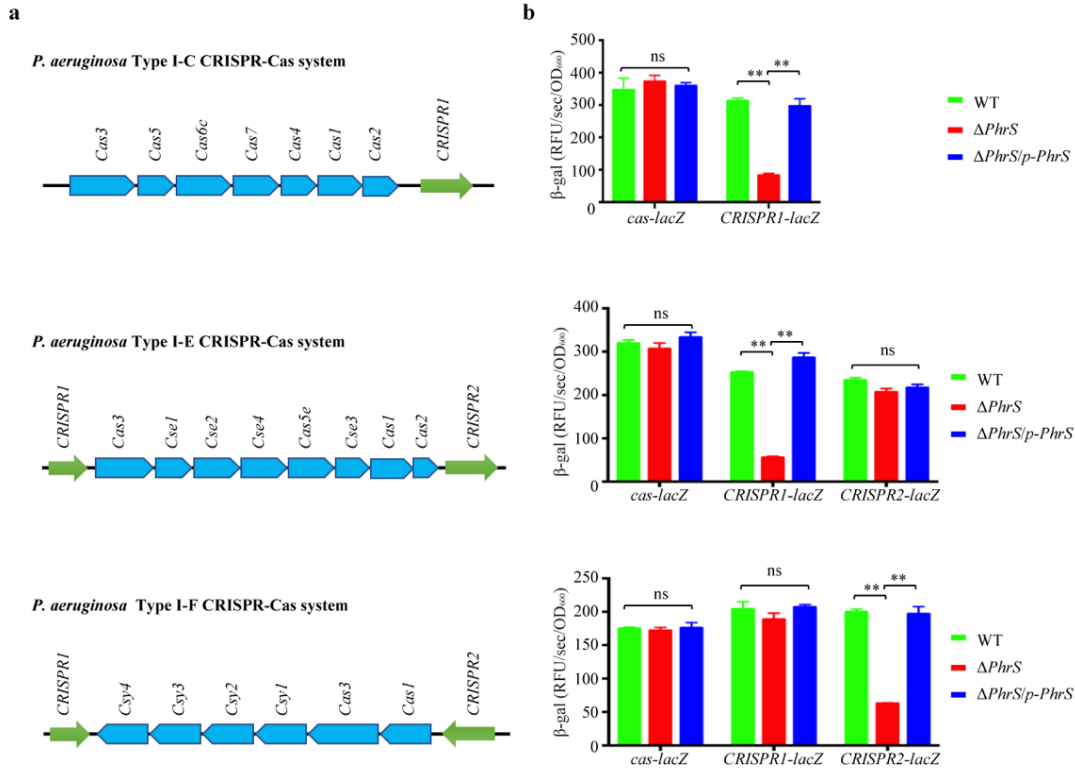 a
b
P. aeruginosa Type I-C CRISPR-Cas system
Cas3 Cas5 Cas6c Cas7 Cas4 Cas1 Cas2 CRISPR1
β-gal (RFU/sec/OD600)
500
400
300
200
100
0
ns ** **
cas-lacZ CRISPR1-lacZ
WT
ΔPhrS
ΔPhrS/p-PhrS
P. aeruginosa Type I-E CRISPR-Cas system
CRISPR1 Cas3 Cse1 Cse2 Cse4 Cas5e Cse3 Cas1 Cas2 CRISPR2
β-gal (RFU/sec/OD600)
400
300
200
100
0
ns ** ** ns
cas-lacZ CRISPR1-lacZ CRISPR2-lacZ
WT
ΔPhrS
ΔPhrS/p-PhrS
P. aeruginosa Type I-F CRISPR-Cas system
CRISPR1 Csy4 Csy3 Csy2 Csy1 Cas3 Cas1 CRISPR2
β-gal (RFU/sec/OD600)
250
200
150
100
50
0
ns ns ** **
cas-lacZ CRISPR1-lacZ CRISPR2-lacZ
WT
ΔPhrS
ΔPhrS/p-PhrS